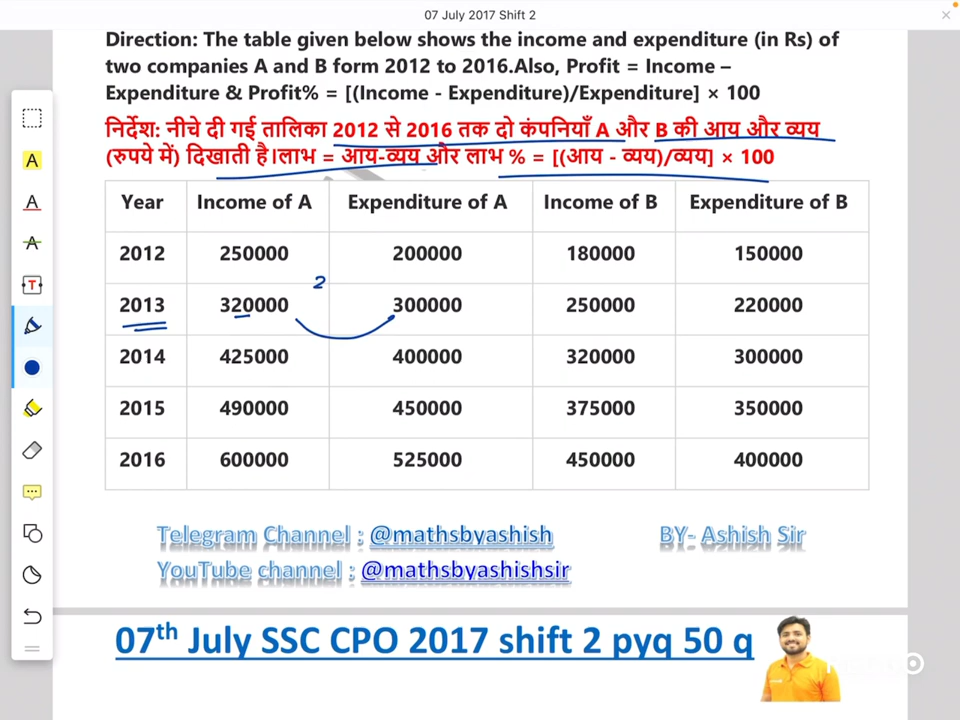 07 July 2017 Shift 2
Direction: The table given below shows the income and expenditure (in Rs) of
two companies A and B form 2012 to 2016.Also, Profit = Income –
Expenditure & Profit% = [(Income - Expenditure)/Expenditure] × 100
निर्देश: नीचे दी गई तालिका 2012 से 2016 तक दो कंपनियाँ A और B की आय और व्यय
(रुपये में) दिखाती है।लाभ = आय-व्यय और लाभ % = [(आय - व्यय)/व्यय] × 100
Year Income of A Expenditure of A Income of B Expenditure of B
2012 250000 200000 180000 150000
2
2013 320000 300000 250000 220000
2014 425000 400000 320000 300000
2015 490000 450000 375000 350000
2016 600000 525000 450000 400000
Telegram Channel : @mathsbyashish BY- Ashish Sir
YouTube channel : @mathsbyashishsir
07th July SSC CPO 2017 shift 2 pyq 50 q